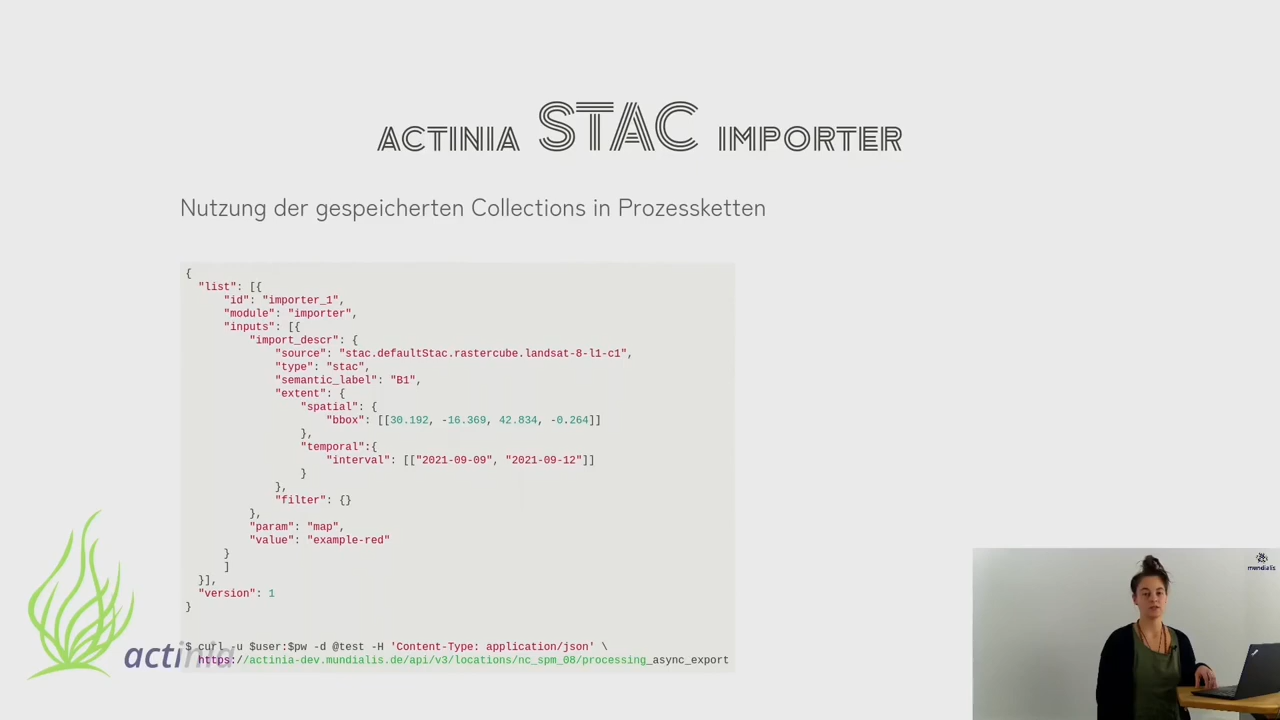 ACTINIA STAC IMPORTER
Nutzung der gespeicherten Collections in Prozessketten
{
"list": [{
"id": "importer_1",
"module": "importer",
"inputs": [{
"import_descr": {
"source": "stac.defaultStac.rastercube.landsat-8-l1-c1",
"type": "stac",
"semantic_label": "B1",
"extent": {
"spatial": {
"bbox": [[30.192, -16.369, 42.834, -0.264]]
},
"temporal":{
"interval": [["2021-09-09", "2021-09-12"]]
}
},
"filter": {}
},
"param": "map",
"value": "example-red"
}
]
}],
"version": 1
}
$ curl -u $user:$pw -d @test -H 'Content-Type: application/json' \
https://actinia-dev.mundialis.de/api/v3/locations/nc_spm_08/processing_async_export
actinia
mundialis